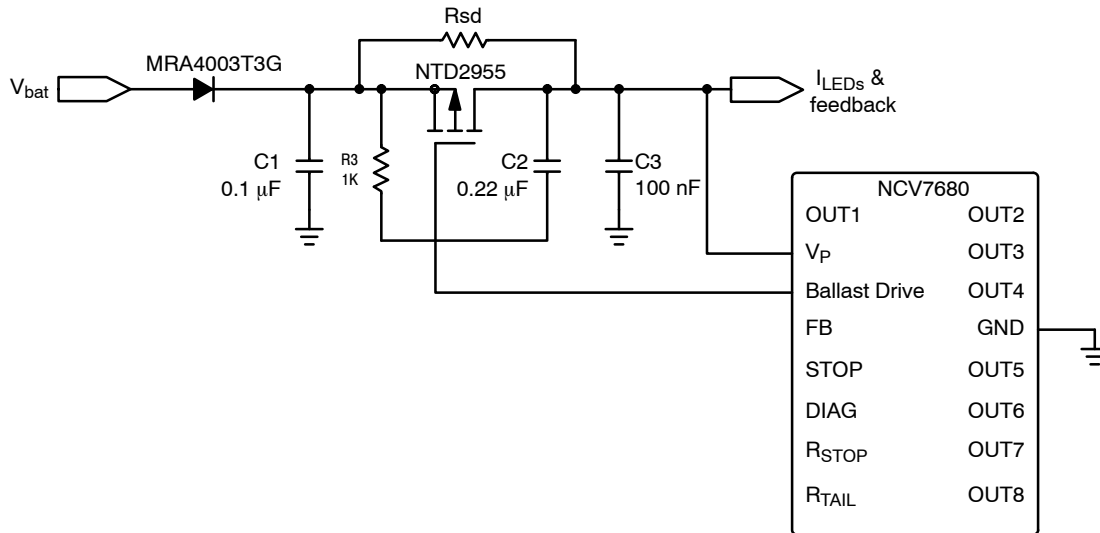 Rsd
MRA4003T3G
NTD2955
Vbat
ILEDs &
feedback
C1
0.1 μF
R3
1K
C2
0.22 μF
C3
100 nF
NCV7680
OUT1 OUT2
VP OUT3
Ballast Drive OUT4
FB GND
STOP OUT5
DIAG OUT6
RSTOP OUT7
RTAIL OUT8